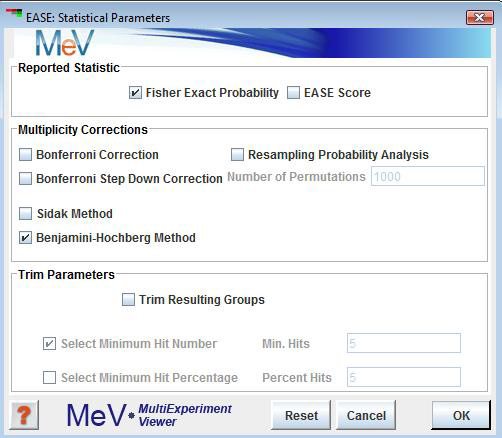 EASE: Statistical Parameters
MeV
Reported Statistic
Fisher Exact Probability EASE Score
Multiplicity Corrections
Bonferroni Correction Resampling Probability Analysis
Bonferroni Step Down Correction Number of Permutations 1000
Sidak Method
Benjamini-Hochberg Method
Trim Parameters
Trim Resulting Groups
Select Minimum Hit Number Min. Hits 5
Select Minimum Hit Percentage Percent Hits 5
? MeV MultiExperiment Viewer Reset Cancel OK